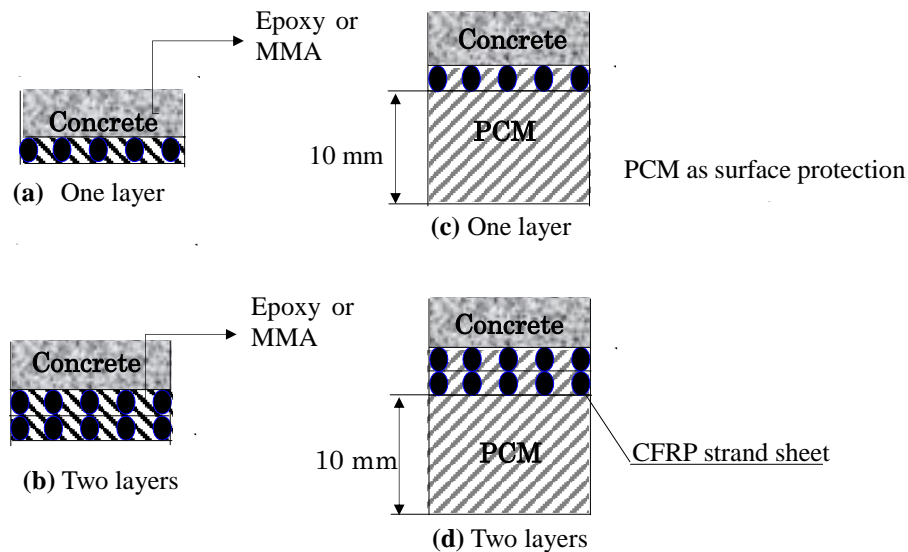 Epoxy or
MMA
Concrete
(a) One layer
Concrete
PCM
10 mm
PCM as surface protection
(c) One layer
Epoxy or
MMA
Concrete
(b) Two layers
Concrete
PCM
10 mm
CFRP strand sheet
(d) Two layers